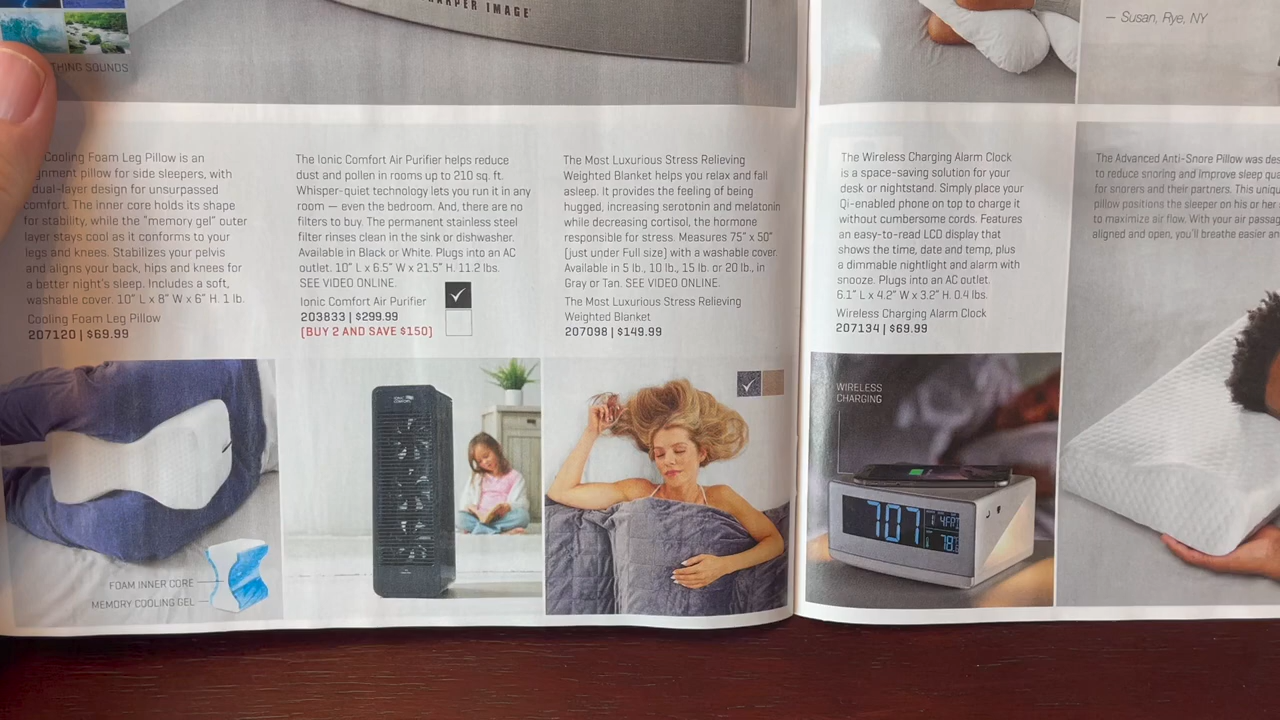 HARPER IMAGE
THING SOUNDS
— Susan, Rye, NY
Cooling Foam Leg Pillow is an
gnment pillow for side sleepers, with
dual-layer design for unsurpassed
comfort. The inner core holds its shape
for stability, while the "memory gel" outer
layer stays cool as it conforms to your
legs and knees. Stabilizes your pelvis
and aligns your back, hips and knees for
a better night's sleep. Includes a soft,
washable cover. 10" L x 8" W x 6" H. 1 lb.
Cooling Foam Leg Pillow
207120 | $69.99
The Ionic Comfort Air Purifier helps reduce
dust and pollen in rooms up to 210 sq. ft.
Whisper-quiet technology lets you run it in any
room — even the bedroom. And, there are no
filters to buy. The permanent stainless steel
filter rinses clean in the sink or dishwasher.
Available in Black or White. Plugs into an AC
outlet. 10" L x 6.5" W x 21.5" H. 11.2 lbs.
SEE VIDEO ONLINE.
Ionic Comfort Air Purifier
203833 | $299.99
[BUY 2 AND SAVE $150]
The Most Luxurious Stress Relieving
Weighted Blanket helps you relax and fall
asleep. It provides the feeling of being
hugged, increasing serotonin and melatonin
while decreasing cortisol, the hormone
responsible for stress. Measures 75" x 50"
[just under Full size] with a washable cover.
Available in 5 lb., 10 lb., 15 lb. or 20 lb., in
Gray or Tan. SEE VIDEO ONLINE.
The Most Luxurious Stress Relieving
Weighted Blanket
207098 | $149.99
The Wireless Charging Alarm Clock
is a space-saving solution for your
desk or nightstand. Simply place your
Qi-enabled phone on top to charge it
without cumbersome cords. Features
an easy-to-read LCD display that
shows the time, date and temp, plus
a dimmable nightlight and alarm with
snooze. Plugs into an AC outlet.
6.1" L x 4.2" W x 3.2" H. 0.4 lbs.
Wireless Charging Alarm Clock
207134 | $69.99
The Advanced Anti-Snore Pillow was des
to reduce snoring and improve sleep qua
for snorers and their partners. This uniqu
pillow positions the sleeper on his or her s
to maximize air flow. With your air passag
aligned and open, you'll breathe easier an
FOAM INNER CORE
MEMORY COOLING GEL
WIRELESS
CHARGING
7:07